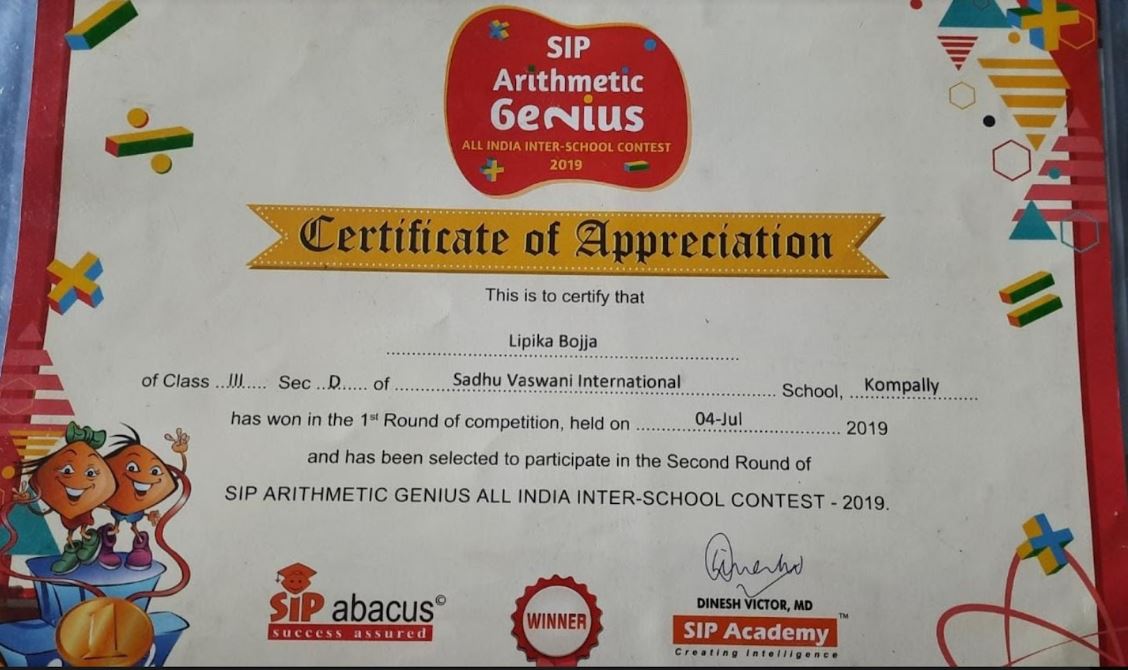 SIP
Arithmetic
Genius
ALL INDIA INTER-SCHOOL CONTEST
2019
Certificate of Appreciation
This is to certify that
Lipika Bojja
of Class ..III..... Sec ..D..... of .......... Sadhu Vaswani International .......... School, Kompally
has won in the 1st Round of competition, held on .......... 04-Jul .......... 2019
and has been selected to participate in the Second Round of
SIP ARITHMETIC GENIUS ALL INDIA INTER-SCHOOL CONTEST - 2019.
SIP abacus©
success assured
WINNER
DINESH VICTOR, MD
SIP Academy™
Creating Intelligence
1